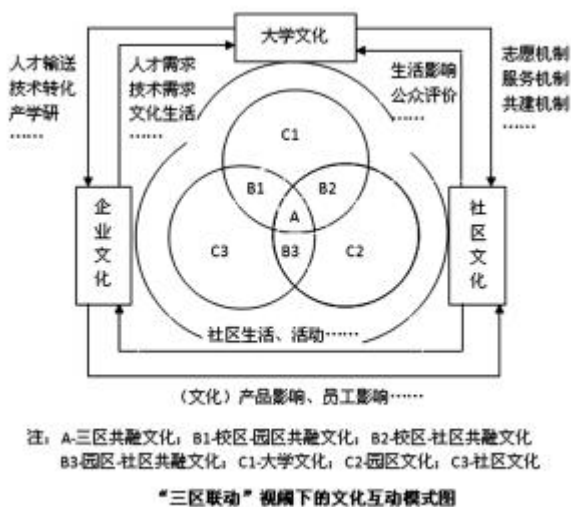 大学文化
人才输送
技术转化
产学研
……
人才需求
技术需求
文化生活
……
生活影响
公众评价
……
志愿机制
服务机制
共建机制
……
C1
B1
B2
A
C3
B3
C2
企业文化
社区文化
社区生活、活动……
（文化）产品影响、员工影响……
注：A-三区共融文化；B1-校区-园区共融文化；B2-校区-社区共融文化
B3-园区-社区共融文化；C1-大学文化；C2-园区文化；C3-社区文化
“三区联动”视阈下的文化互动模式图